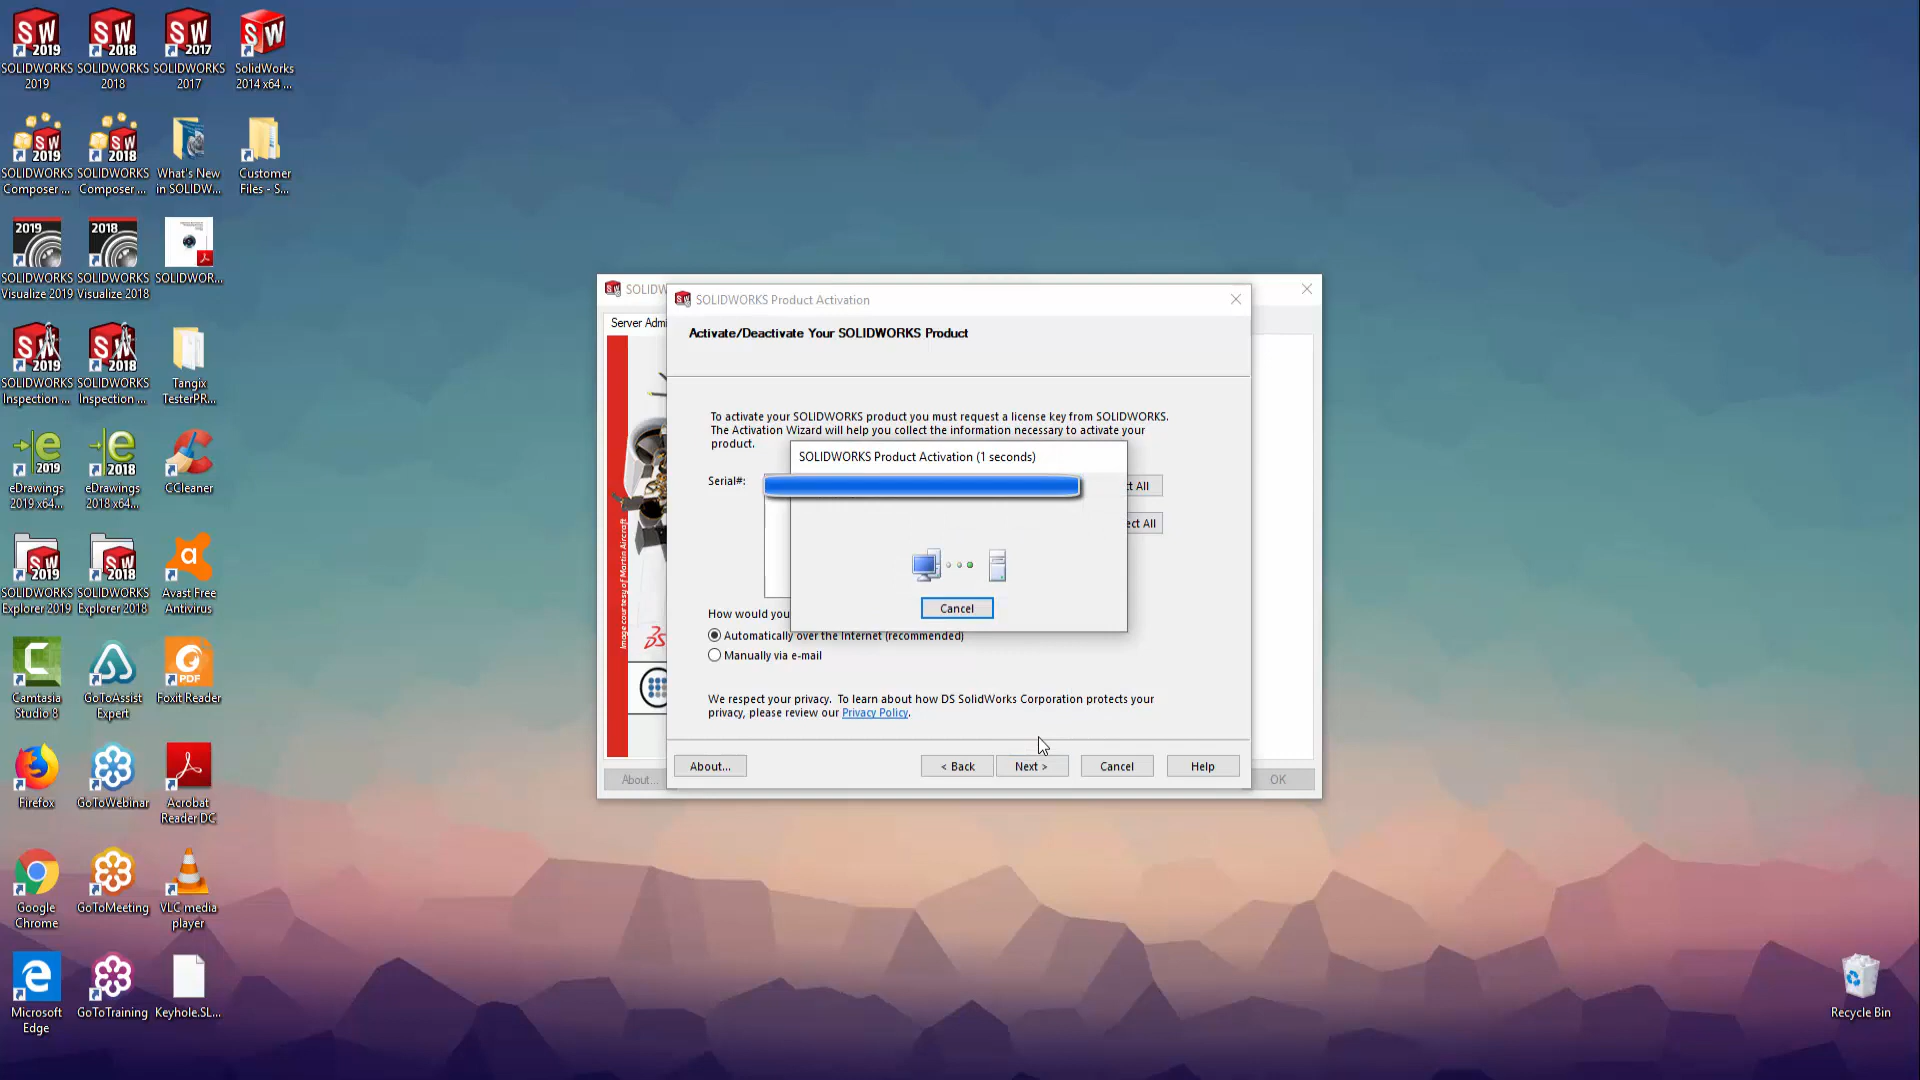 SW 2019
SOLIDWORKS
2019
SW 2018
SOLIDWORKS
2018
SW 2017
SOLIDWORKS
2017
SW
SolidWorks
2014 x64 ...
SW 2019
SOLIDWORKS
Composer ...
SW 2018
SOLIDWORKS
Composer ...
What's New
in SOLIDW...
Customer
Files - S...
2019
SOLIDWORKS
Visualize 2019
2018
SOLIDWORKS
Visualize 2018
SOLIDWOR...
SW 2019
SOLIDWORKS
Inspection ...
SW 2018
SOLIDWORKS
Inspection ...
Tangix
TesterPR...
e 2019
eDrawings
2019 x64...
e 2018
eDrawings
2018 x64...
CCleaner
SW 2019
SOLIDWORKS
Explorer 2019
SW 2018
SOLIDWORKS
Explorer 2018
a
Avast Free
Antivirus
C
Camtasia
Studio 8
GoToAssist
Expert
PDF
Foxit Reader
Firefox
GoToWebinar
Acrobat
Reader DC
Google
Chrome
GoToMeeting
VLC media
player
Microsoft
Edge
GoToTraining
Keyhole.SL...
Recycle Bin
SOLIDW
Server Admi
Image courtesy of Martin Aircraft
About...
OK
SOLIDWORKS Product Activation
Activate/Deactivate Your SOLIDWORKS Product
To activate your SOLIDWORKS product you must request a license key from SOLIDWORKS.
The Activation Wizard will help you collect the information necessary to activate your
product.
SOLIDWORKS Product Activation (1 seconds)
Serial#:
ct All
ect All
Cancel
How would you
Automatically over the Internet (recommended)
Manually via e-mail
We respect your privacy. To learn about how DS SolidWorks Corporation protects your
privacy, please review our Privacy Policy.
About...
< Back
Next >
Cancel
Help